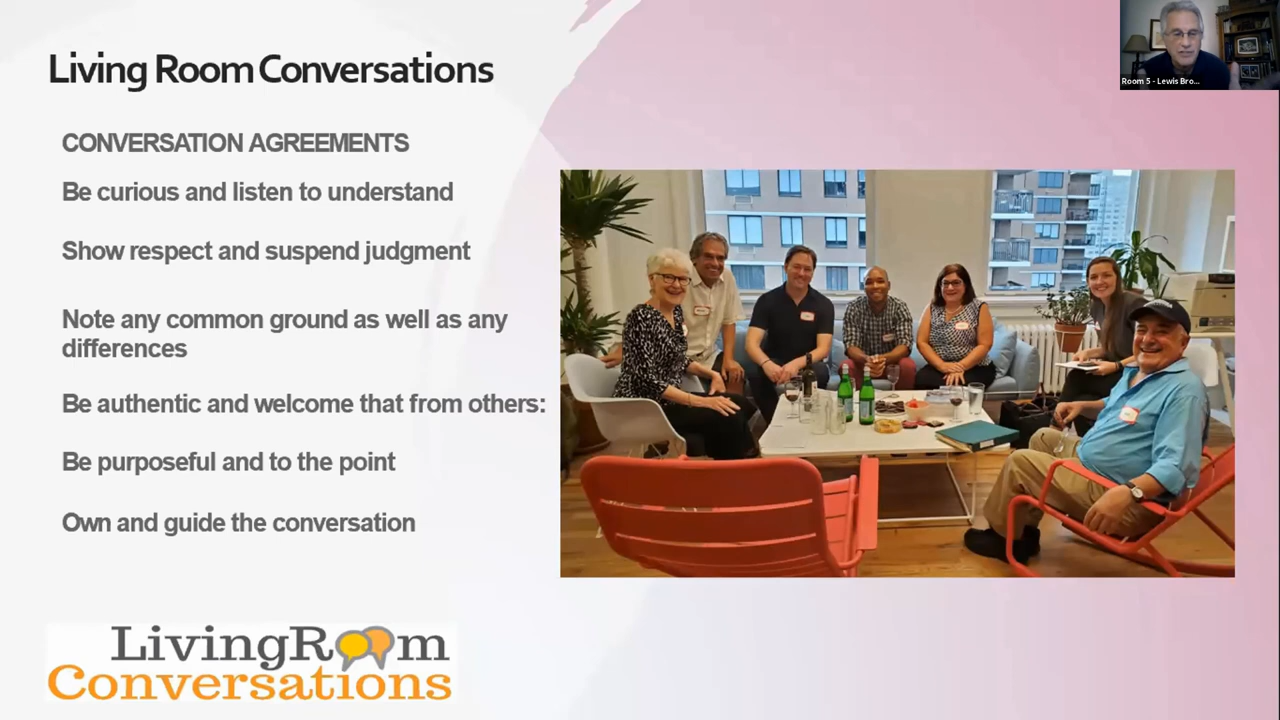 Living Room Conversations
Room 5 - Lewis Bro...
CONVERSATION AGREEMENTS
Be curious and listen to understand
Show respect and suspend judgment
Note any common ground as well as any
differences
Be authentic and welcome that from others:
Be purposeful and to the point
Own and guide the conversation
LivingRoom
Conversations